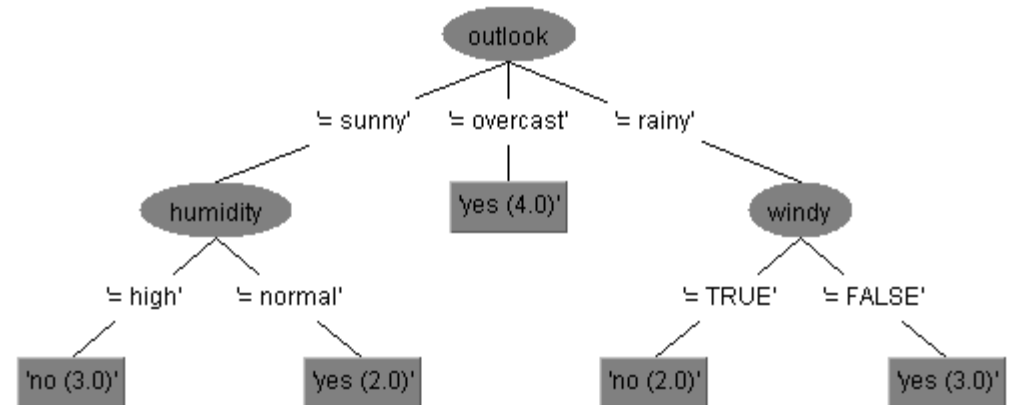 outlook
'= sunny' '= overcast' '= rainy'
humidity 'yes (4.0)' windy
'= high' '= normal' '= TRUE' '= FALSE'
'no (3.0)' 'yes (2.0)' 'no (2.0)' 'yes (3.0)'